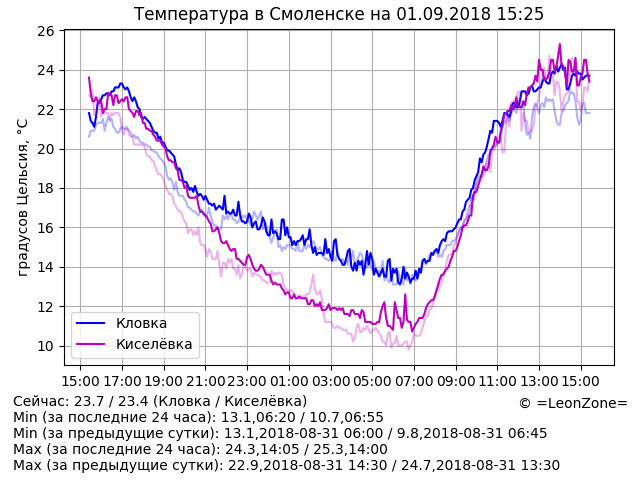 Температура в Смоленске на 01.09.2018 15:25
градусов Цельсия, °C
26
24
22
20
18
16
14
12
10
Кловка
Киселёвка
15:00 17:00 19:00 21:00 23:00 01:00 03:00 05:00 07:00 09:00 11:00 13:00 15:00
Сейчас: 23.7 / 23.4 (Кловка / Киселёвка)
© =LeonZone=
Min (за последние 24 часа): 13.1,06:20 / 10.7,06:55
Min (за предыдущие сутки): 13.1,2018-08-31 06:00 / 9.8,2018-08-31 06:45
Max (за последние 24 часа): 24.3,14:05 / 25.3,14:00
Max (за предыдущие сутки): 22.9,2018-08-31 14:30 / 24.7,2018-08-31 13:30